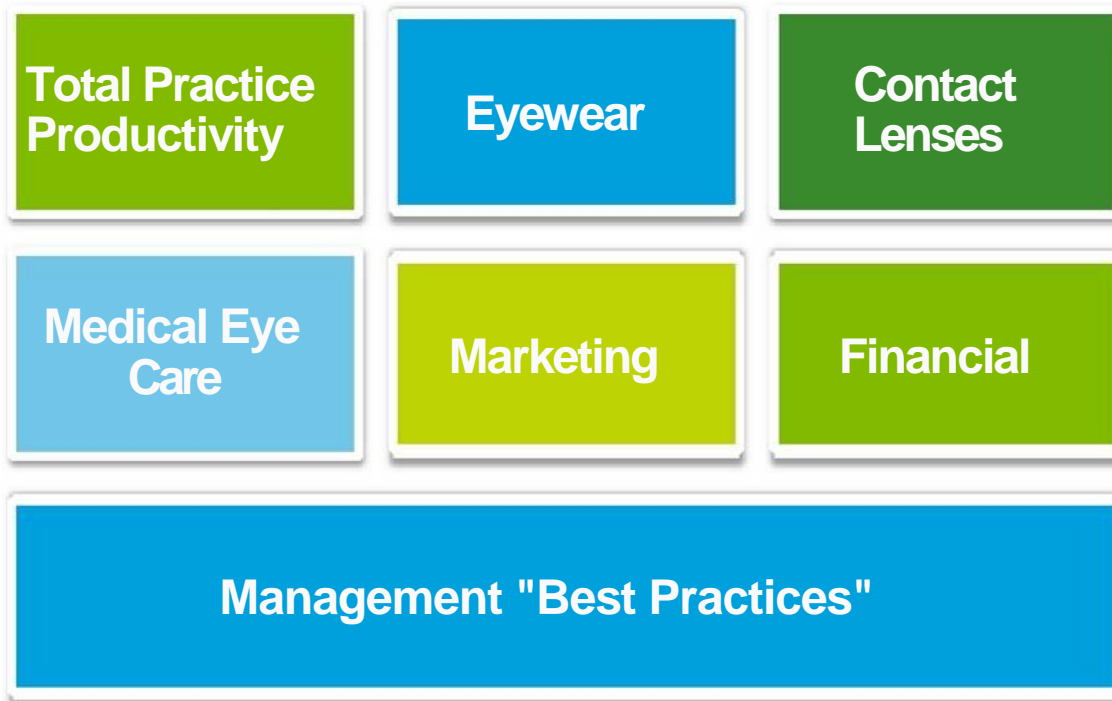 Total Practice
Productivity
Eyewear
Contact
Lenses
Medical Eye
Care
Marketing
Financial
Management "Best Practices"